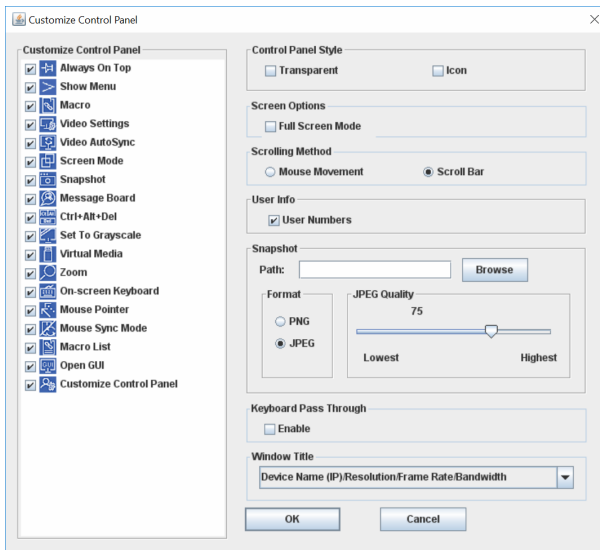 Customize Control Panel
Customize Control Panel
Always On Top
Show Menu
Macro
Video Settings
Video AutoSync
Screen Mode
Snapshot
Message Board
Ctrl+Alt+Del
Set To Grayscale
Virtual Media
Zoom
On-screen Keyboard
Mouse Pointer
Mouse Sync Mode
Macro List
Open GUI
Customize Control Panel
Control Panel Style
Transparent Icon
Screen Options
Full Screen Mode
Scrolling Method
Mouse Movement Scroll Bar
User Info
User Numbers
Snapshot
Path: Browse
Format
PNG
JPEG
JPEG Quality
75
Lowest Highest
Keyboard Pass Through
Enable
Window Title
Device Name (IP)/Resolution/Frame Rate/Bandwidth
OK Cancel